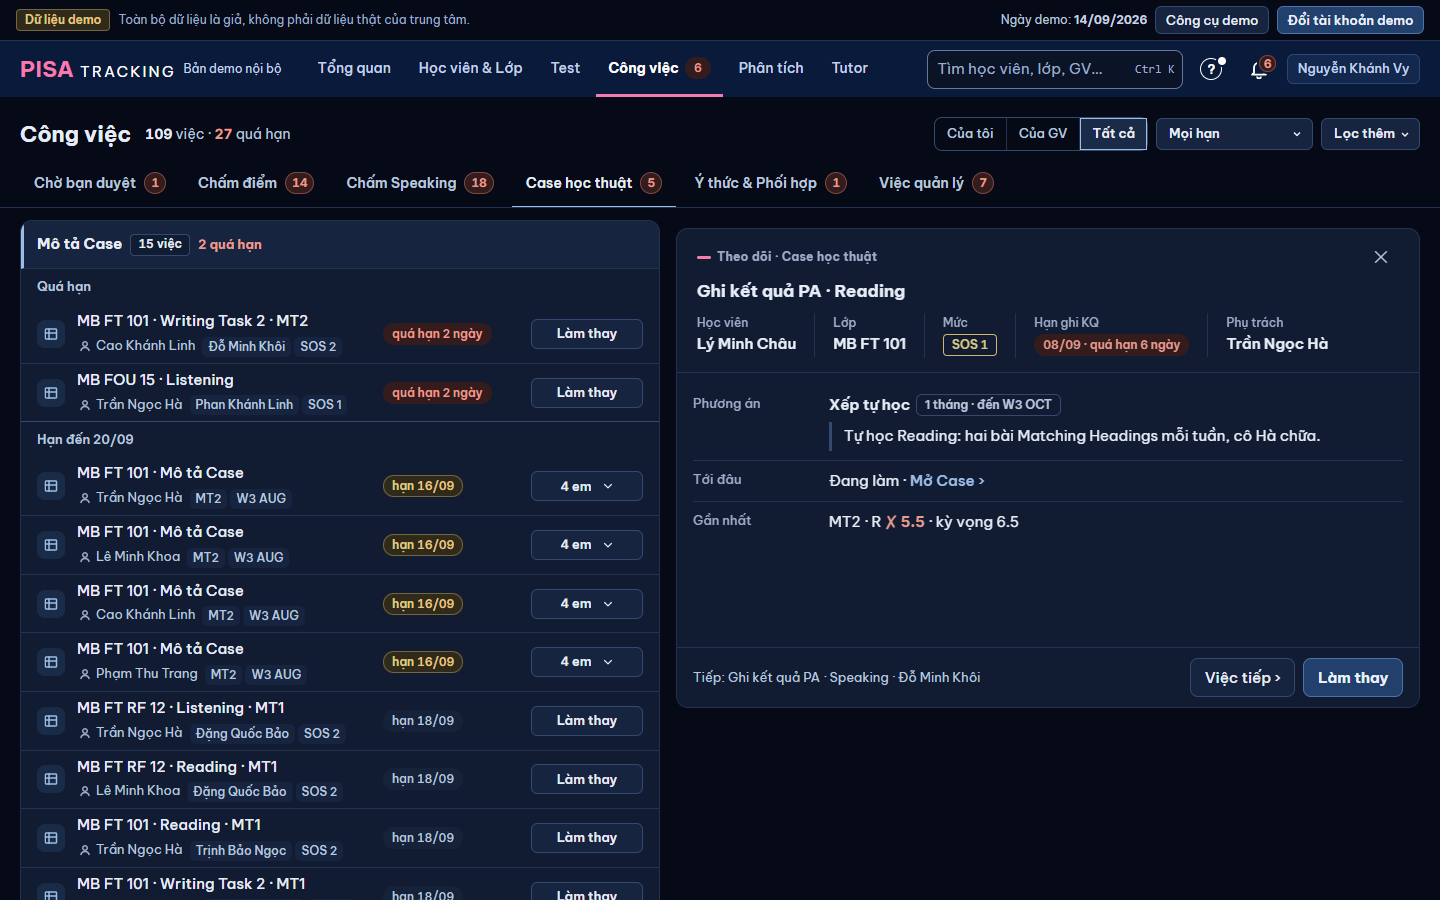 Dữ liệu demo Toàn bộ dữ liệu là giả, không phải dữ liệu thật của trung tâm. Ngày demo: 14/09/2026 Công cụ demo Đổi tài khoản demo
PISA TRACKING Bản demo nội bộ Tổng quan Học viên & Lớp Test Công việc 6 Phân tích Tutor Tìm học viên, lớp, GV... Ctrl K ? 6 Nguyễn Khánh Vy
Công việc 109 việc · 27 quá hạn Của tôi Của GV Tất cả Mọi hạn Lọc thêm
Chờ bạn duyệt 1 Chấm điểm 14 Chấm Speaking 18 Case học thuật 5 Ý thức & Phối hợp 1 Việc quản lý 7
Mô tả Case 15 việc 2 quá hạn
Quá hạn
MB FT 101 · Writing Task 2 · MT2
Cao Khánh Linh Đỗ Minh Khôi SOS 2
quá hạn 2 ngày Làm thay
MB FOU 15 · Listening
Trần Ngọc Hà Phan Khánh Linh SOS 1
quá hạn 2 ngày Làm thay
Hạn đến 20/09
MB FT 101 · Mô tả Case
Trần Ngọc Hà MT2 W3 AUG
hạn 16/09 4 em
MB FT 101 · Mô tả Case
Lê Minh Khoa MT2 W3 AUG
hạn 16/09 4 em
MB FT 101 · Mô tả Case
Cao Khánh Linh MT2 W3 AUG
hạn 16/09 4 em
MB FT 101 · Mô tả Case
Phạm Thu Trang MT2 W3 AUG
hạn 16/09 4 em
MB FT RF 12 · Listening · MT1
Trần Ngọc Hà Đặng Quốc Bảo SOS 2
hạn 18/09 Làm thay
MB FT RF 12 · Reading · MT1
Lê Minh Khoa Đặng Quốc Bảo SOS 2
hạn 18/09 Làm thay
MB FT 101 · Reading · MT1
Trần Ngọc Hà Trịnh Bảo Ngọc SOS 2
hạn 18/09 Làm thay
MB FT 101 · Writing Task 2 · MT1
hạn 18/09 Làm thay
Theo dõi · Case học thuật
Ghi kết quả PA · Reading
Học viên Lớp Mức Hạn ghi KQ Phụ trách
Lý Minh Châu MB FT 101 SOS 1 08/09 · quá hạn 6 ngày Trần Ngọc Hà
Phương án Xếp tự học 1 tháng · đến W3 OCT
Tự học Reading: hai bài Matching Headings mỗi tuần, cô Hà chữa.
Tới đâu Đang làm · Mở Case ›
Gần nhất MT2 · R ✗ 5.5 · kỳ vọng 6.5
Tiếp: Ghi kết quả PA · Speaking · Đỗ Minh Khôi Việc tiếp › Làm thay